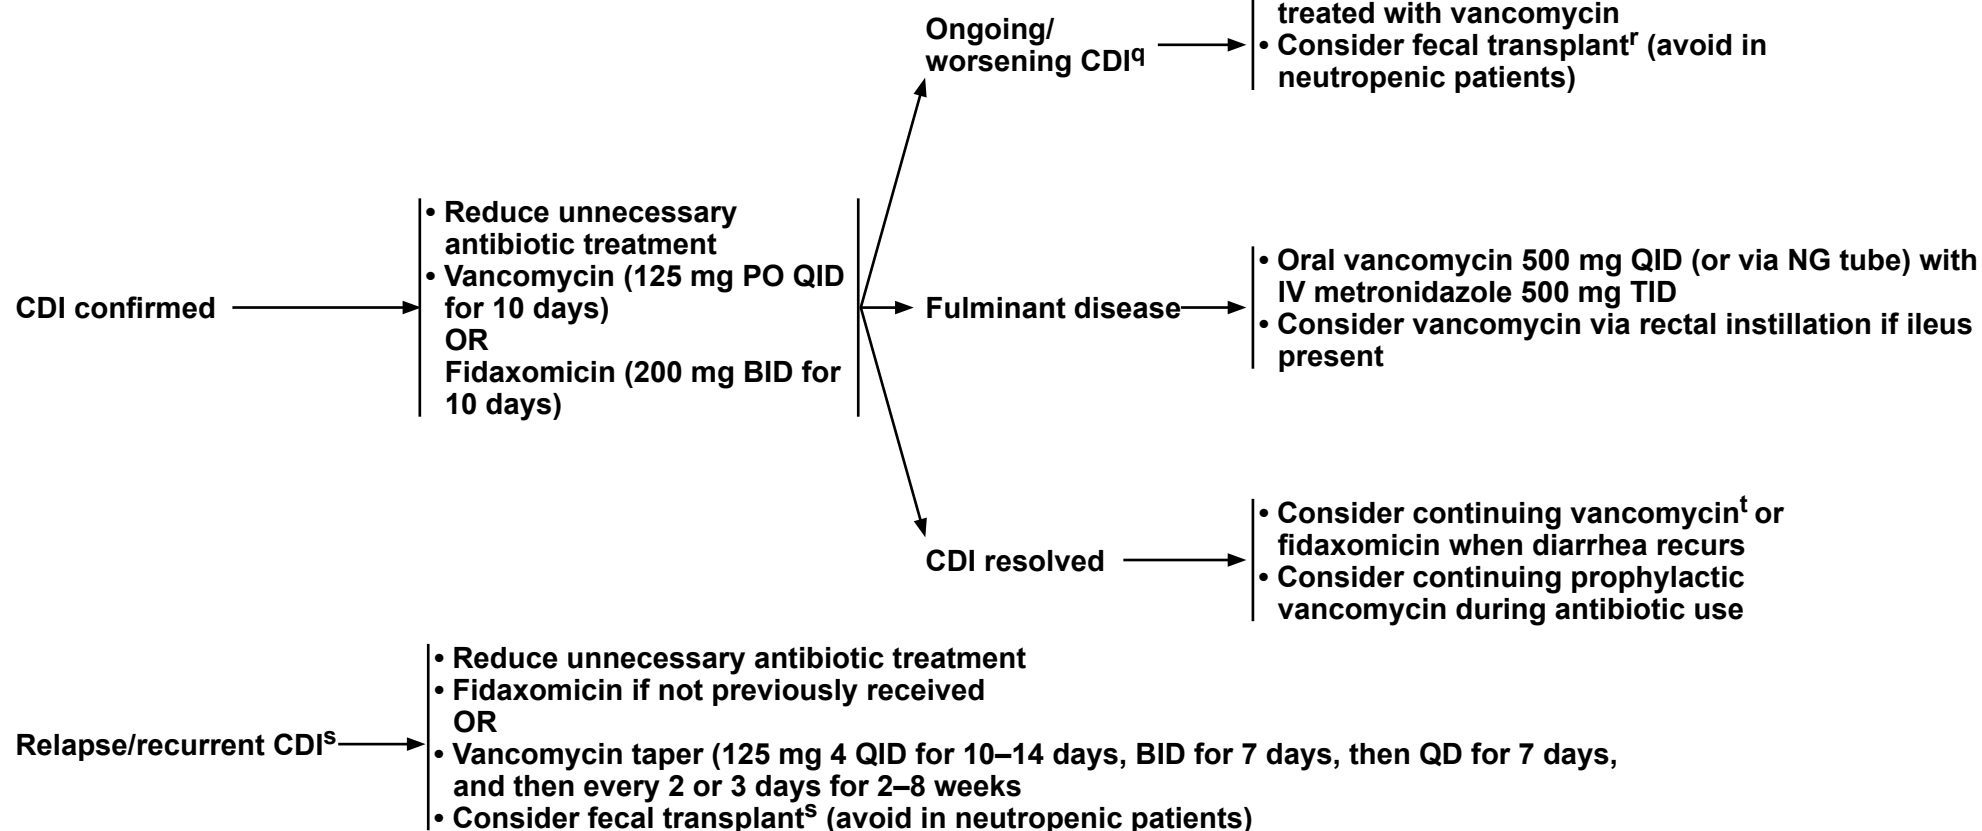 treated with vancomycin
• Consider fecal transplantʳ (avoid in
neutropenic patients)
Ongoing/
worsening CDI^q
CDI confirmed
• Reduce unnecessary
antibiotic treatment
• Vancomycin (125 mg PO QID
for 10 days)
OR
Fidaxomicin (200 mg BID for
10 days)
Fulminant disease
• Oral vancomycin 500 mg QID (or via NG tube) with
IV metronidazole 500 mg TID
• Consider vancomycin via rectal instillation if ileus
present
CDI resolved
• Consider continuing vancomycinᵗ or
fidaxomicin when diarrhea recurs
• Consider continuing prophylactic
vancomycin during antibiotic use
Relapse/recurrent CDIˢ
• Reduce unnecessary antibiotic treatment
• Fidaxomicin if not previously received
OR
• Vancomycin taper (125 mg 4 QID for 10–14 days, BID for 7 days, then QD for 7 days,
and then every 2 or 3 days for 2–8 weeks
• Consider fecal transplantˢ (avoid in neutropenic patients)